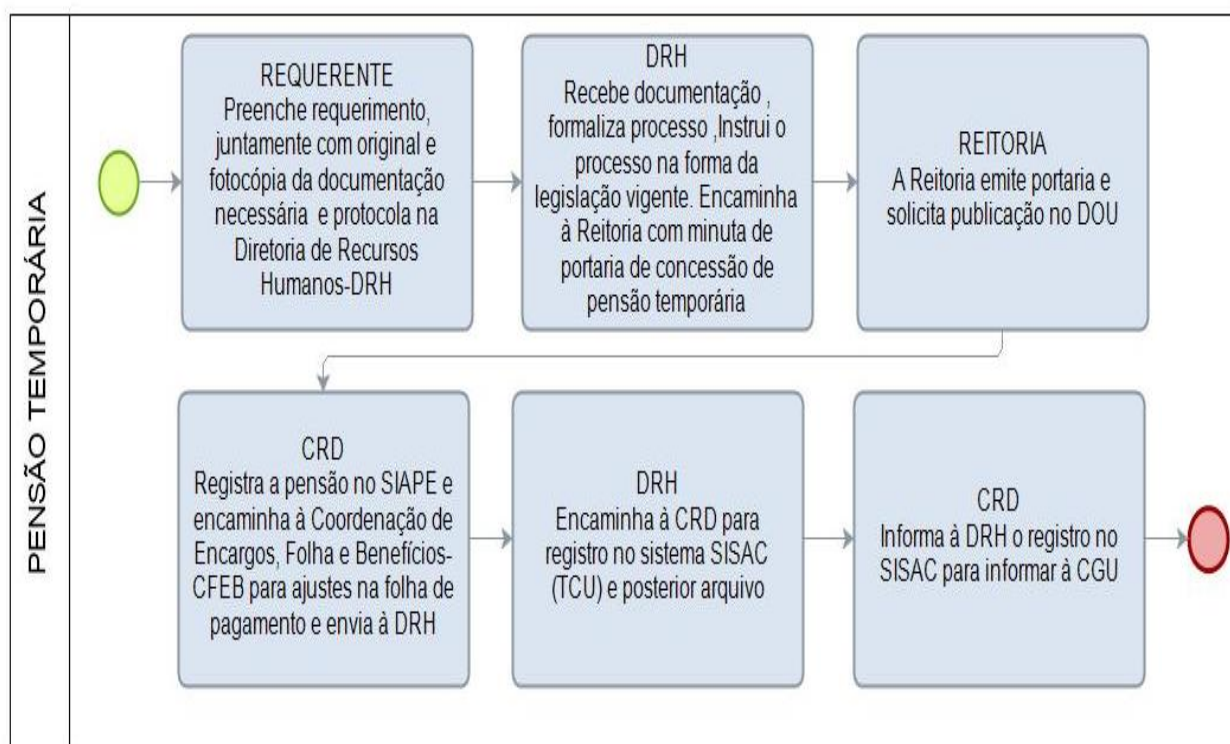 PENSÃO TEMPORÁRIA
REQUERENTE
Preenche requerimento,
juntamente com original e
fotocópia da documentação
necessária e protocola na
Diretoria de Recursos
Humanos-DRH
DRH
Recebe documentação ,
formaliza processo ,Instrui o
processo na forma da
legislação vigente. Encaminha
à Reitoria com minuta de
portaria de concessão de
pensão temporária
REITORIA
A Reitoria emite portaria e
solicita publicação no DOU
CRD
Registra a pensão no SIAPE e
encaminha à Coordenação de
Encargos, Folha e Benefícios-
CFEB para ajustes na folha de
pagamento e envia à DRH
DRH
Encaminha à CRD para
registro no sistema SISAC
(TCU) e posterior arquivo
CRD
Informa à DRH o registro no
SISAC para informar à CGU